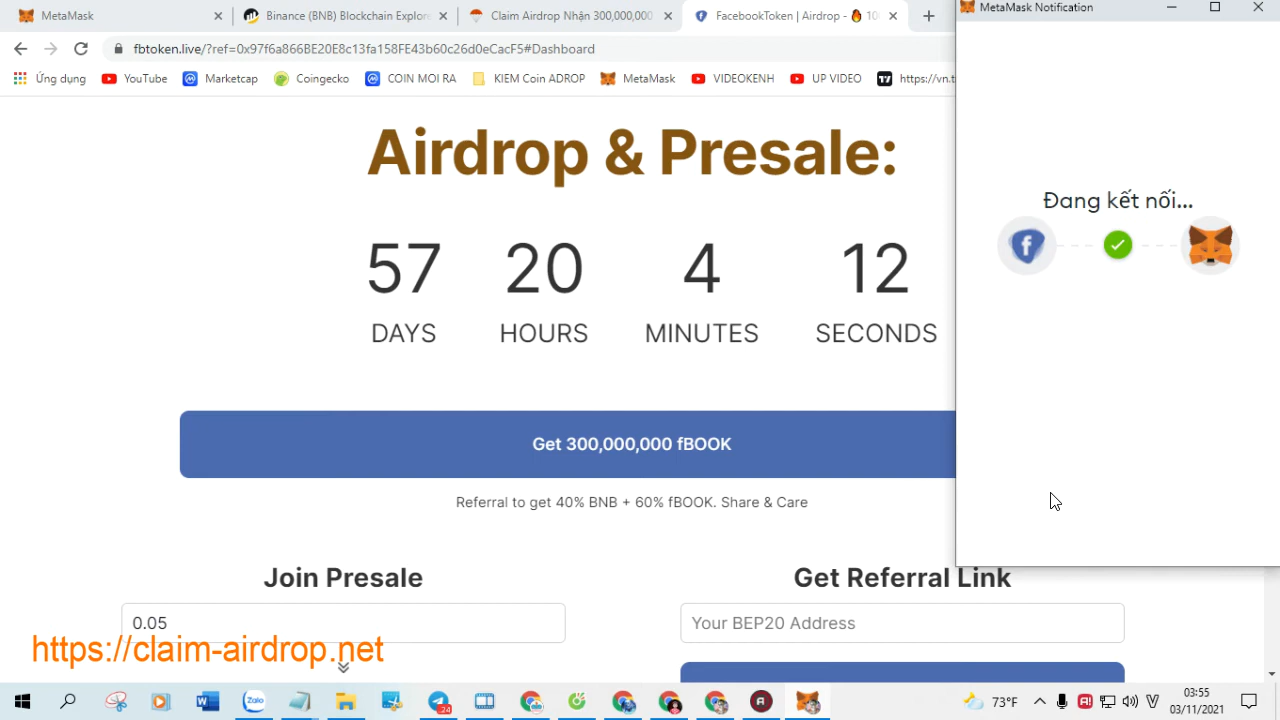 MetaMask
Binance (BNB) Blockchain Explore
Claim Airdrop Nhận 300,000,000
FacebookToken | Airdrop - 🔥 10
MetaMask Notification
fbtoken.live/?ref=0x97f6a866BE20E8c13fa158FE43b60c26d0eCacF5#Dashboard
Ứng dụng
YouTube
Marketcap
Coingecko
COIN MOI RA
KIEM Coin ADROP
MetaMask
VIDEOKENH
UP VIDEO
https://vn.t
Airdrop & Presale:
57 20 4 12
DAYS HOURS MINUTES SECONDS
Đang kết nối...
Get 300,000,000 fBOOK
Referral to get 40% BNB + 60% fBOOK. Share & Care
Join Presale
Get Referral Link
0.05
Your BEP20 Address
https://claim-airdrop.net
Zalo
24
73°F
03:55
03/11/2021